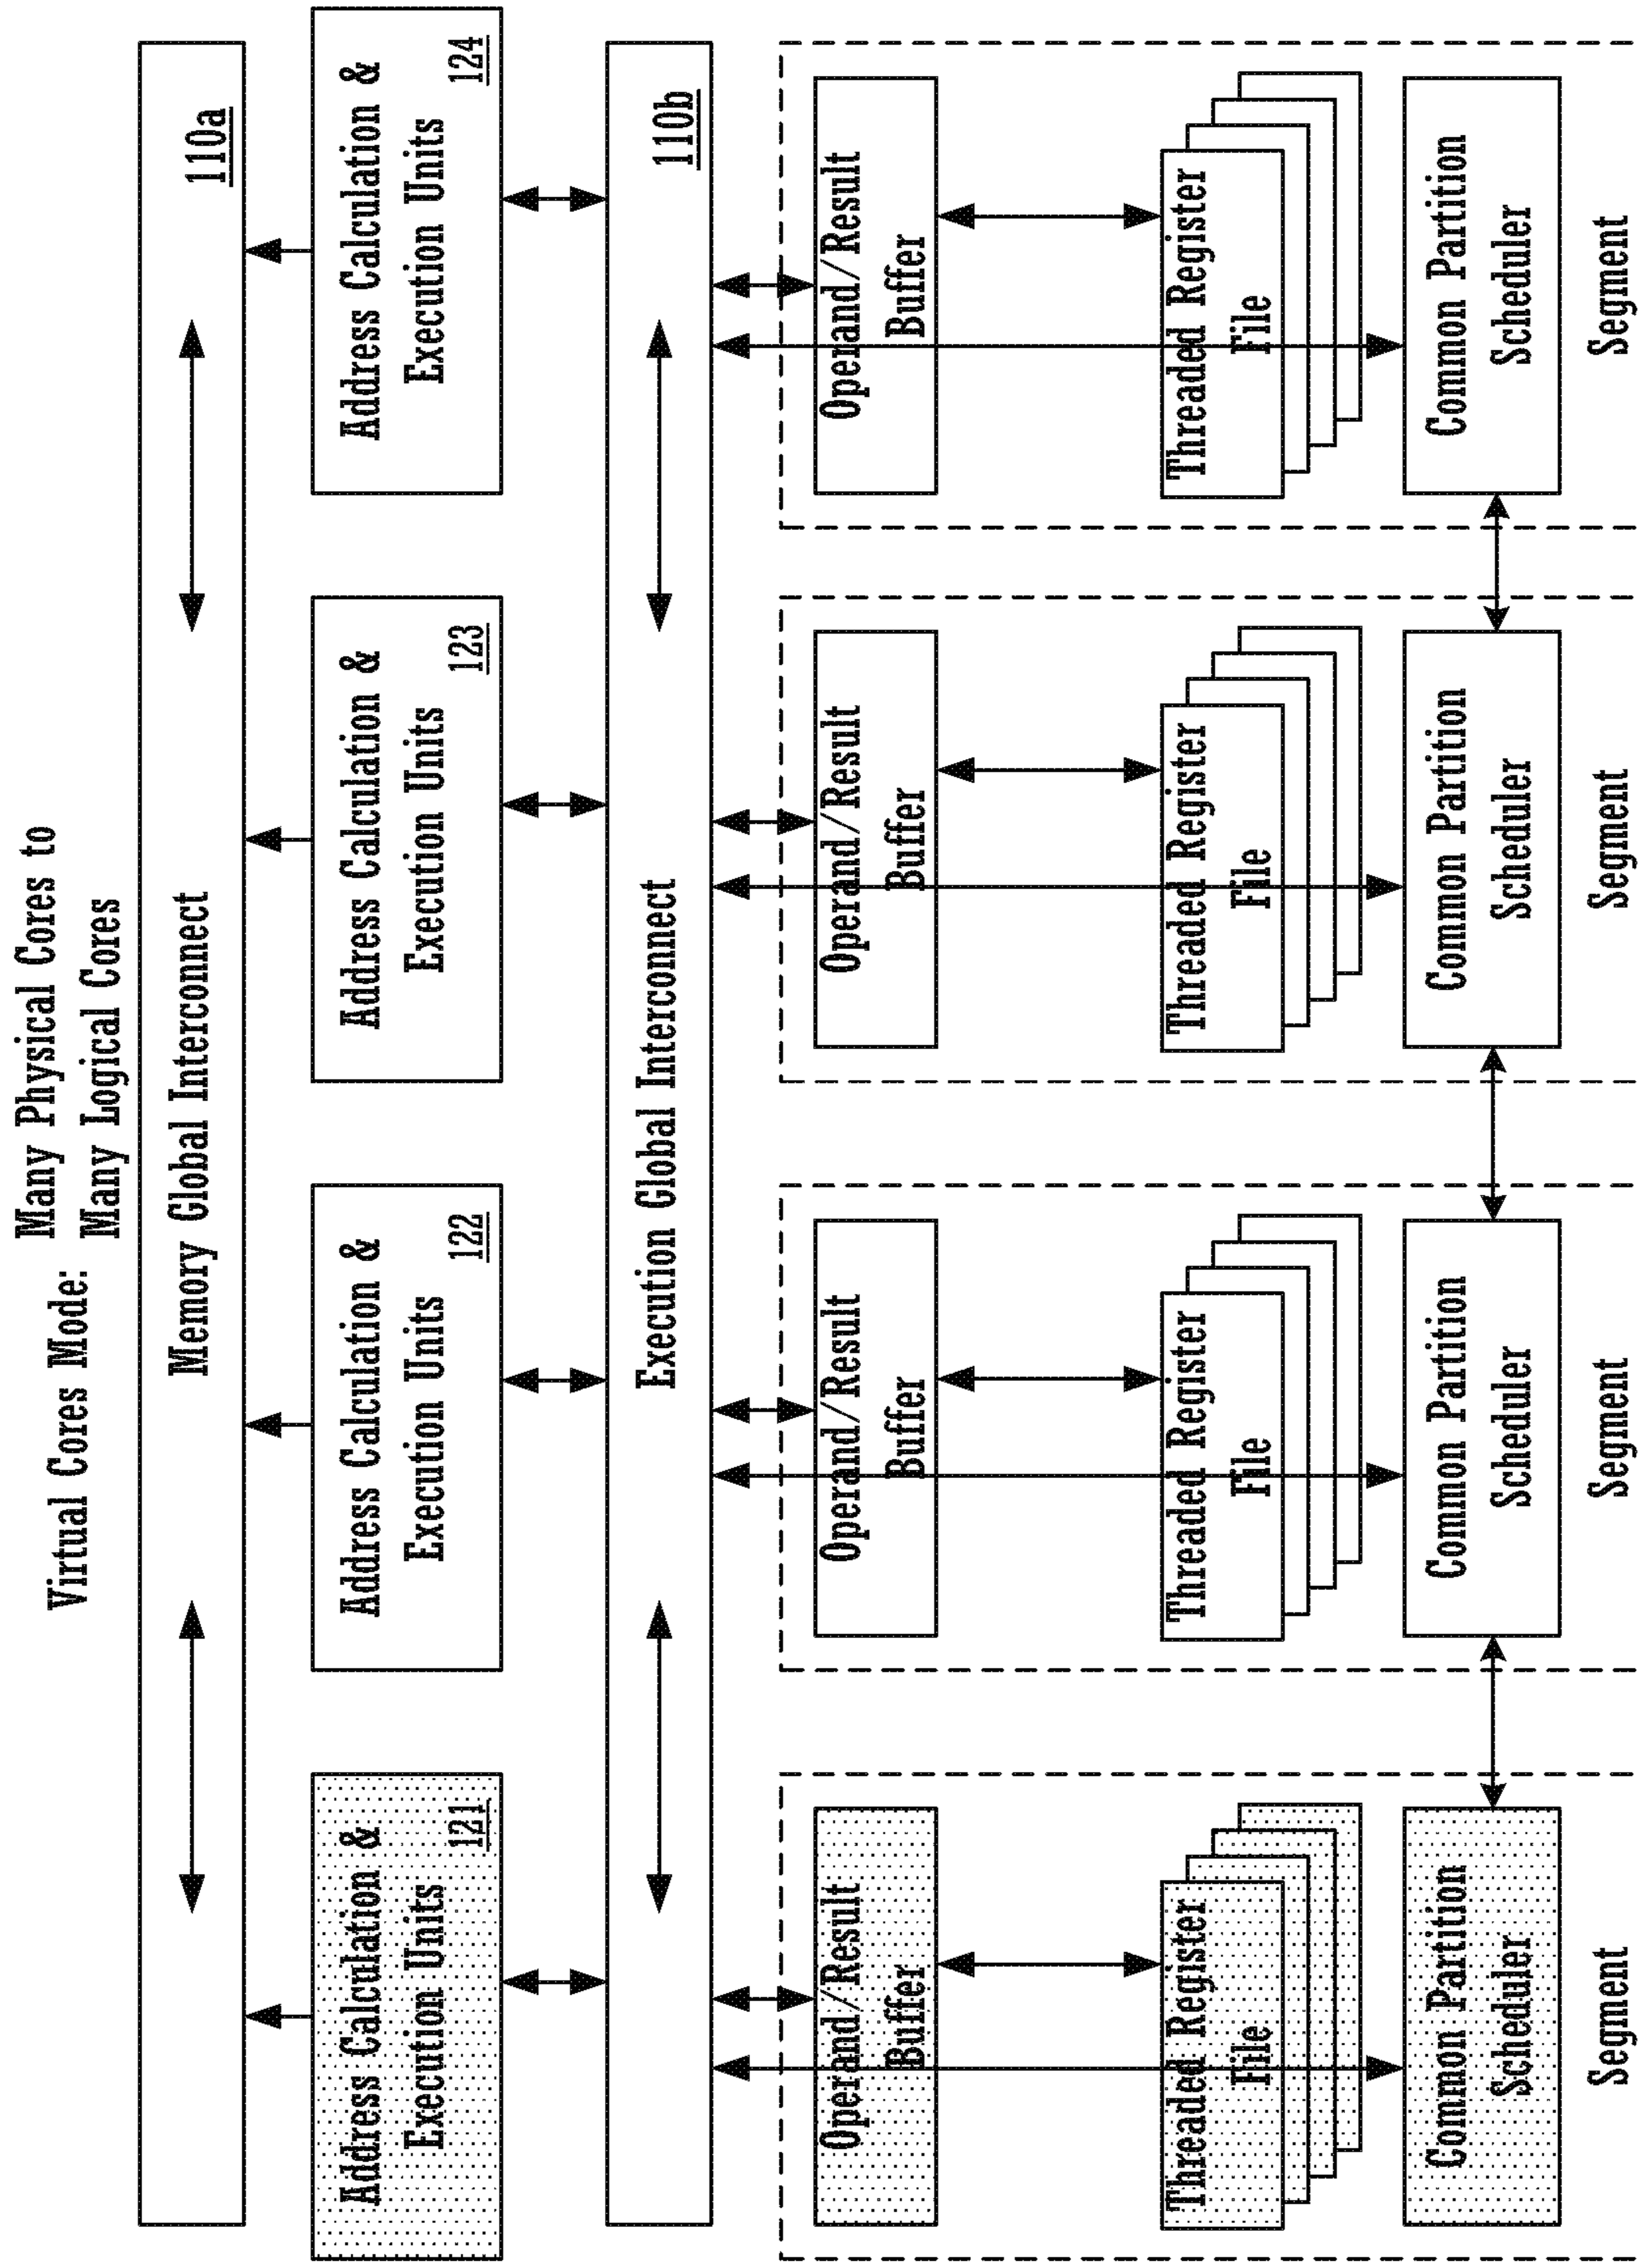 Virtual Cores Mode:
Many Physical Cores to
Many Logical Cores
Memory Global Interconnect
110a
Address Calculation &
Execution Units
121
Address Calculation &
Execution Units
122
Address Calculation &
Execution Units
123
Address Calculation &
Execution Units
124
Execution Global Interconnect
110b
Operand/Result
Buffer
Operand/Result
Buffer
Operand/Result
Buffer
Operand/Result
Buffer
Threaded Register
File
Threaded Register
File
Threaded Register
File
Threaded Register
File
Common Partition
Scheduler
Common Partition
Scheduler
Common Partition
Scheduler
Common Partition
Scheduler
Segment
Segment
Segment
Segment